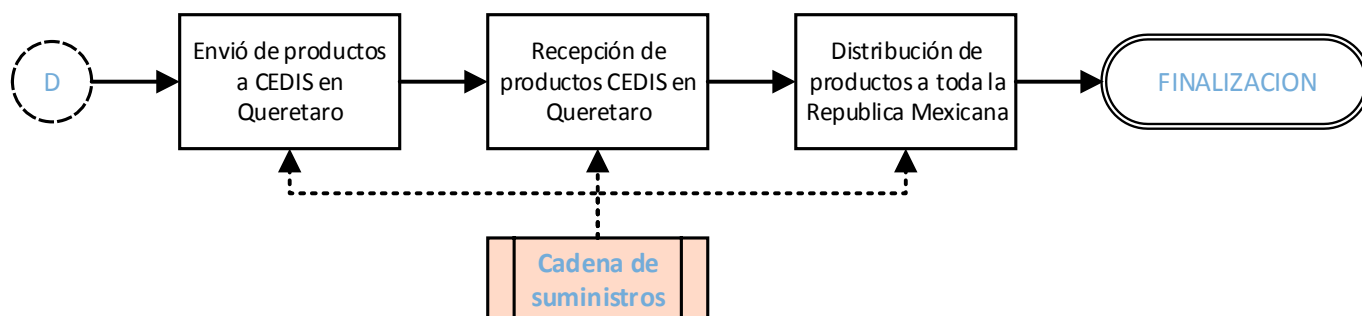 D
Envió de productos
a CEDIS en
Queretaro
Recepción de
productos CEDIS en
Queretaro
Distribución de
productos a toda la
Republica Mexicana
FINALIZACION
Cadena de
suministros